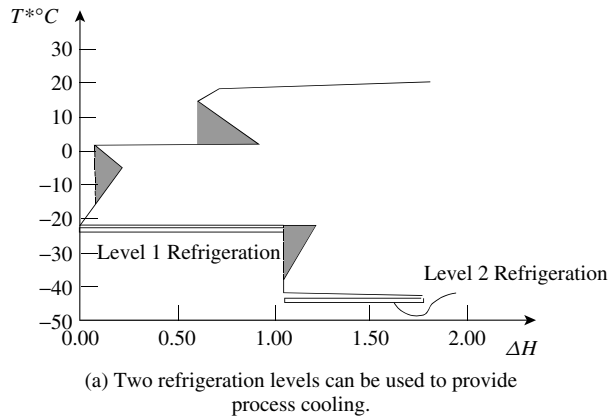 T*°C
30
20
10
0
−10
−20
−30
−40
−50
Level 1 Refrigeration
Level 2 Refrigeration
0.00 0.50 1.00 1.50 2.00
ΔH
(a) Two refrigeration levels can be used to provide
process cooling.